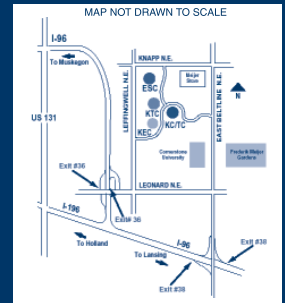 MAP NOT DRAWN TO SCALE
I-96
To Muskegon
KNAPP N.E.
Meijer
Store
ESC
N
LEFFINGWELL N.E.
KTC
KC/TC
KEC
US 131
EAST BELTLINE N.E.
Cornerstone
University
Frederik Meijer
Gardens
Exit #36
LEONARD N.E.
I-196
Exit# 36
To Holland
I-96
To Lansing
Exit #38
Exit #38